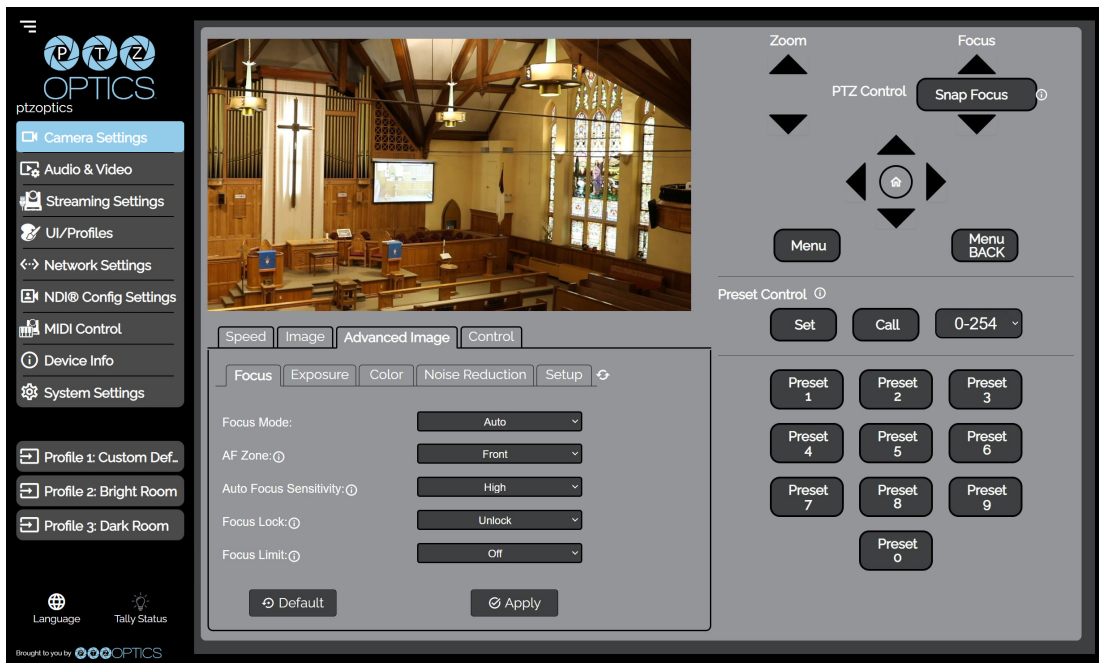 PTZ
OPTICS
ptzoptics
Camera Settings
Audio & Video
Streaming Settings
UI/Profiles
Network Settings
NDI® Config Settings
MIDI Control
Device Info
System Settings
Profile 1: Custom Def...
Profile 2: Bright Room
Profile 3: Dark Room
Language
Tally Status
Brought to you by PTZOPTICS
Speed
Image
Advanced Image
Control
Focus
Exposure
Color
Noise Reduction
Setup
Focus Mode: Auto
AF Zone: Front
Auto Focus Sensitivity: High
Focus Lock: Unlock
Focus Limit: Off
Default
Apply
Zoom
Focus
PTZ Control
Snap Focus
Menu
Menu
BACK
Preset Control
Set
Call
0-254
Preset
1
Preset
2
Preset
3
Preset
4
Preset
5
Preset
6
Preset
7
Preset
8
Preset
9
Preset
0